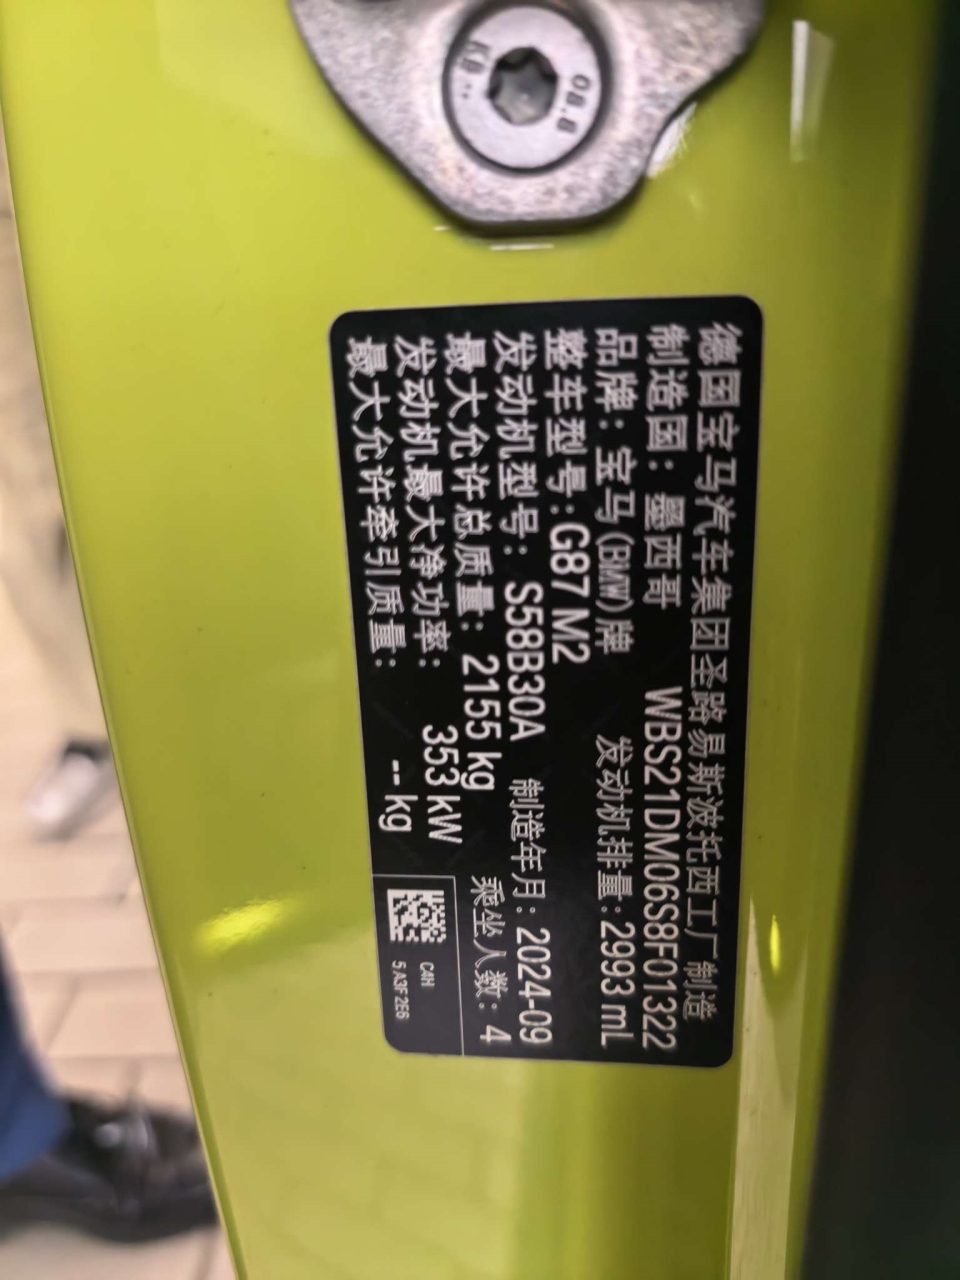 KB
08.8
德国宝马汽车集团圣路易斯波托西工厂制造
制造国：墨西哥 WBS21DM06S8F01322
品牌：宝马(BMW)牌 发动机排量：2993 mL
整车型号：G87 M2
发动机型号：S58B30A 制造年月：2024-09
最大允许总质量：2155 kg 乘坐人数：4
发动机最大净功率：353 kW
最大允许牵引质量：-- kg
C4H
5A3F2E6